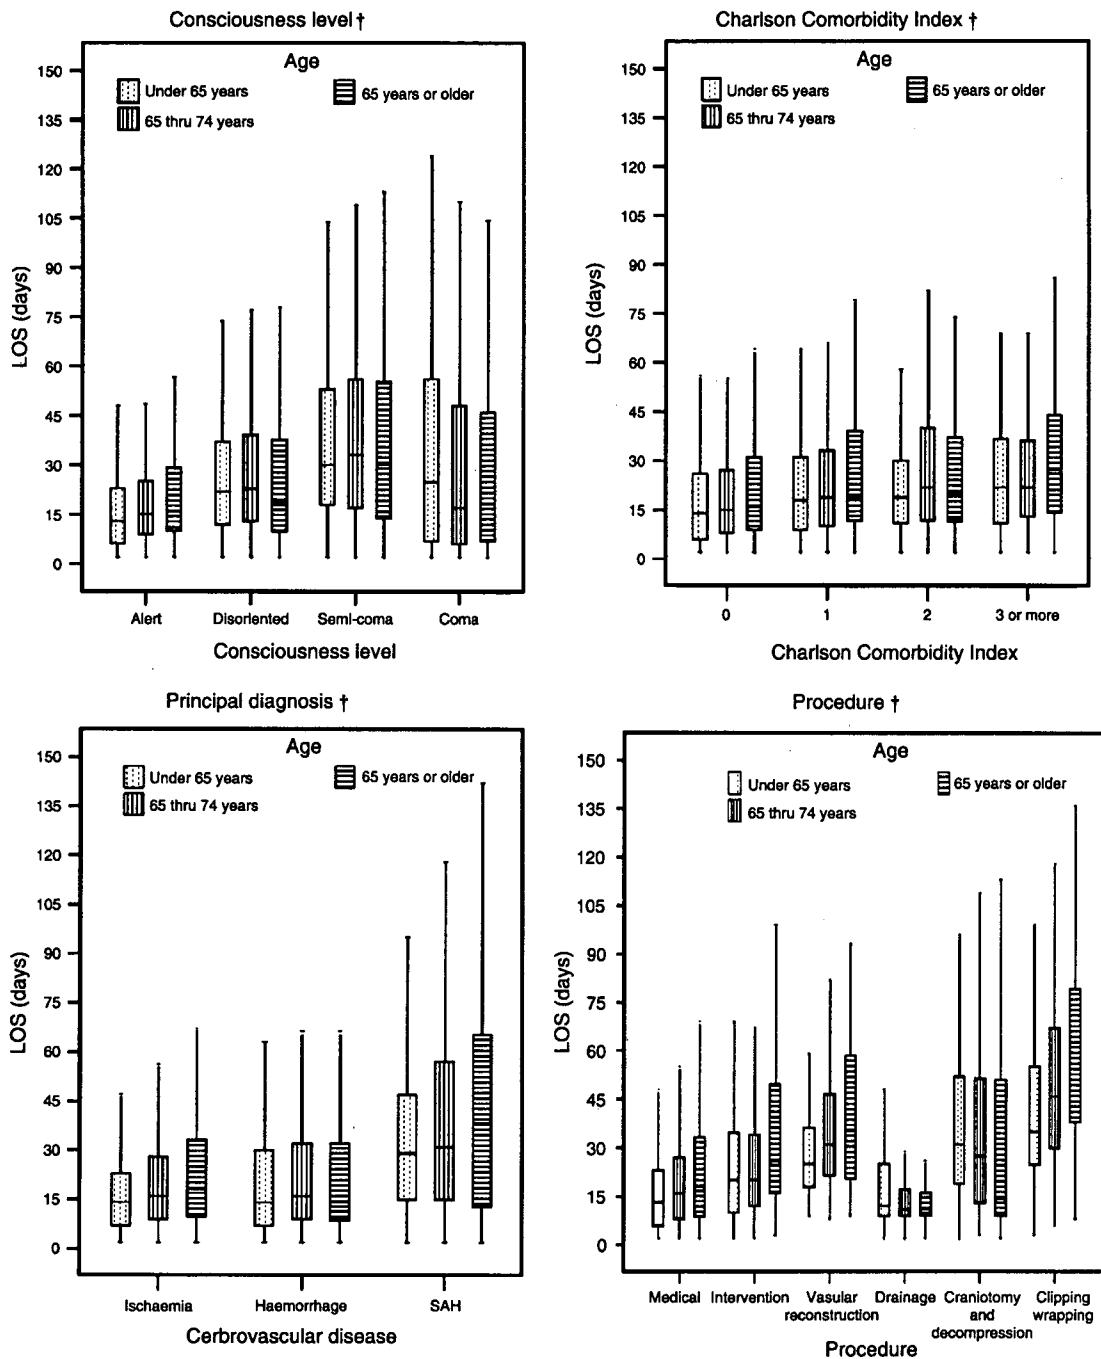 Consciousness level †
Age
Under 65 years
65 years or older
65 thru 74 years
150
135
120
105
90
75
60
45
30
15
0
LOS (days)
Alert
Disoriented
Semi-coma
Coma
Consciousness level
Charlson Comorbidity Index †
Age
Under 65 years
65 years or older
65 thru 74 years
150
135
120
105
90
75
60
45
30
15
0
LOS (days)
0
1
2
3 or more
Charlson Comorbidity Index
Principal diagnosis †
Age
Under 65 years
65 years or older
65 thru 74 years
150
135
120
105
90
75
60
45
30
15
0
LOS (days)
Ischaemia
Haemorrhage
SAH
Cerbrovascular disease
Procedure †
Age
Under 65 years
65 years or older
65 thru 74 years
150
135
120
105
90
75
60
45
30
15
0
LOS (days)
Medical
Intervention
Vasular
reconstruction
Drainage
Craniotomy
and
decompression
Clipping
wrapping
Procedure